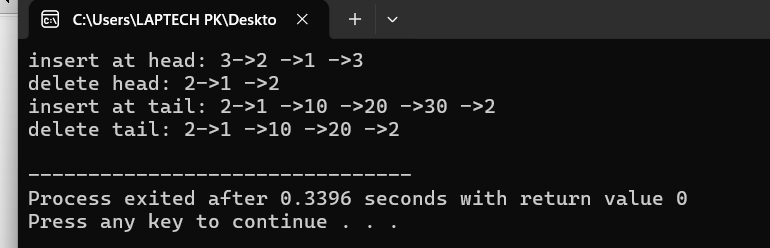 C:\Users\LAPTECH PK\Deskto
insert at head: 3->2 ->1 ->3
delete head: 2->1 ->2
insert at tail: 2->1 ->10 ->20 ->30 ->2
delete tail: 2->1 ->10 ->20 ->2
--------------------------------
Process exited after 0.3396 seconds with return value 0
Press any key to continue . . .